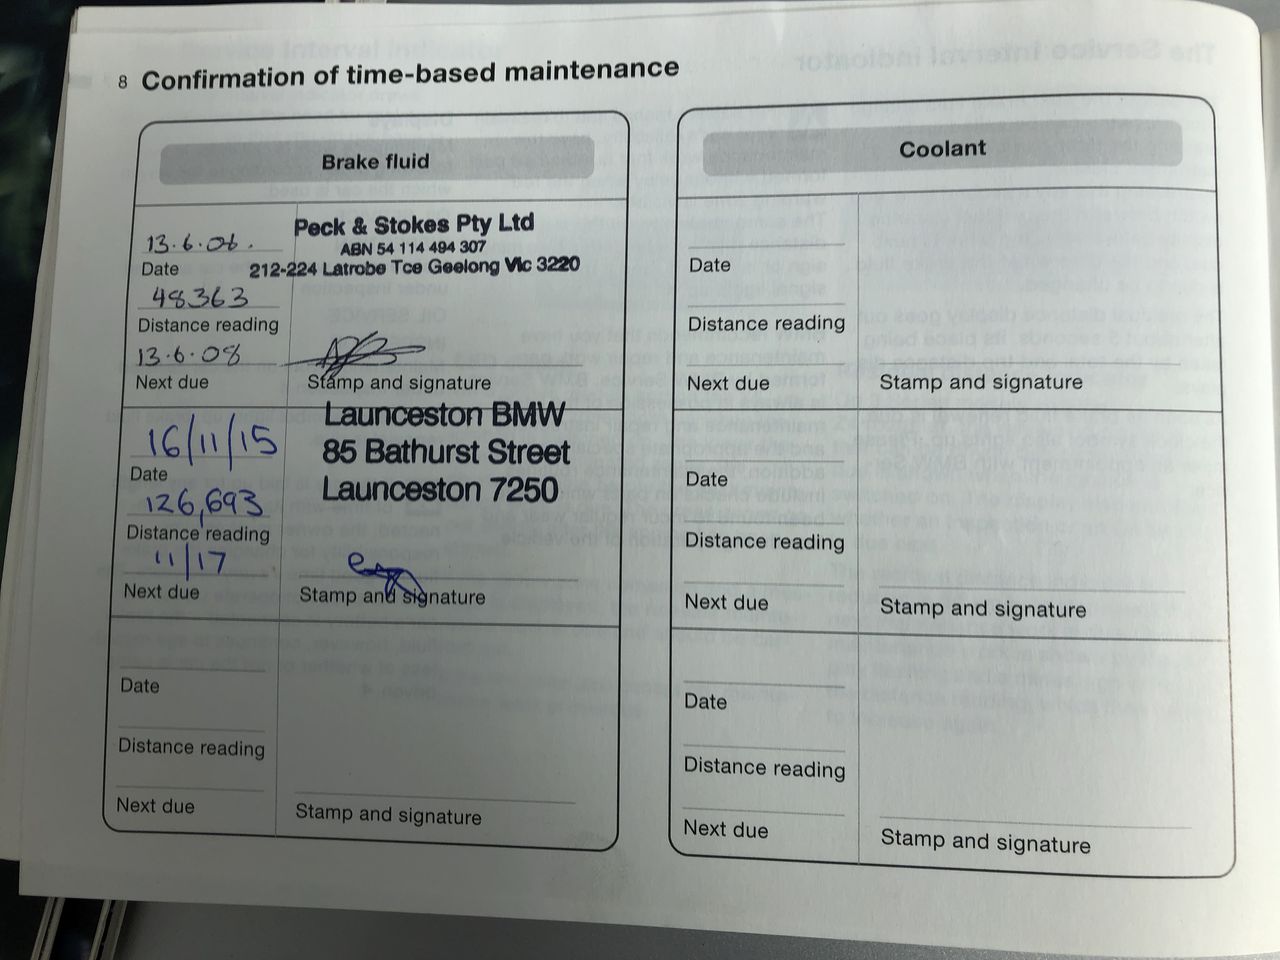 8 Confirmation of time-based maintenance
Brake fluid
13.6.06.
Peck & Stokes Pty Ltd
ABN 54 114 494 307
212-224 Latrobe Tce Geelong Vic 3220
Date
48363
Distance reading
13.6.08
Next due
Stamp and signature
16/11/15
Launceston BMW
85 Bathurst Street
Launceston 7250
Date
126,693
Distance reading
11/17
Next due
Stamp and signature
Date
Distance reading
Next due
Stamp and signature
Coolant
Date
Distance reading
Next due
Stamp and signature
Date
Distance reading
Next due
Stamp and signature
Date
Distance reading
Next due
Stamp and signature